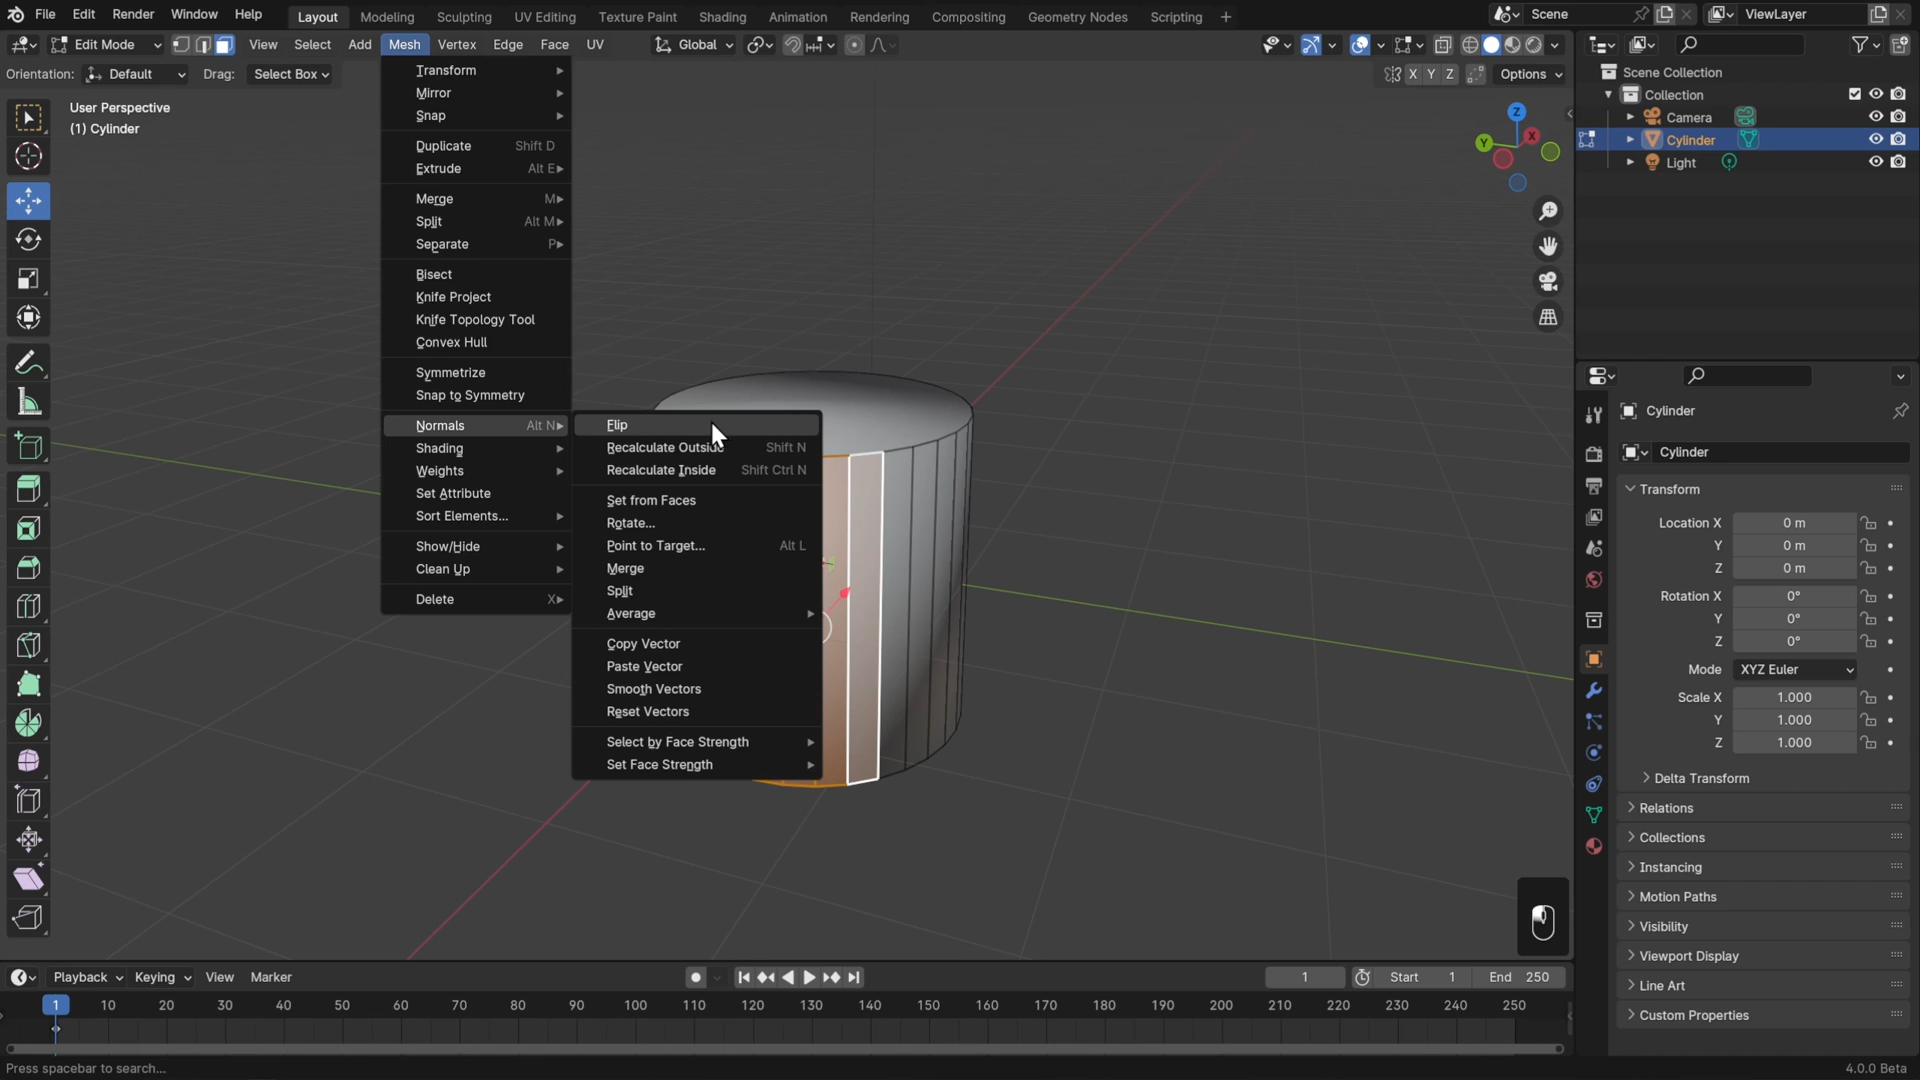 File Edit Render Window Help Layout Modeling Sculpting UV Editing Texture Paint Shading Animation Rendering Compositing Geometry Nodes Scripting + Scene ViewLayer
Edit Mode View Select Add Mesh Vertex Edge Face UV Global
Orientation: Default Drag: Select Box X Y Z Options
User Perspective
(1) Cylinder
Transform
Mirror
Snap
Duplicate Shift D
Extrude Alt E
Merge M
Split Alt M
Separate P
Bisect
Knife Project
Knife Topology Tool
Convex Hull
Symmetrize
Snap to Symmetry
Normals Alt N
Shading
Weights
Set Attribute
Sort Elements...
Show/Hide
Clean Up
Delete X
Flip
Recalculate Outside Shift N
Recalculate Inside Shift Ctrl N
Set from Faces
Rotate...
Point to Target... Alt L
Merge
Split
Average
Copy Vector
Paste Vector
Smooth Vectors
Reset Vectors
Select by Face Strength
Set Face Strength
Z
X
Y
Scene Collection
Collection
Camera
Cylinder
Light
Cylinder
Cylinder
Transform
Location X 0 m
Y 0 m
Z 0 m
Rotation X 0°
Y 0°
Z 0°
Mode XYZ Euler
Scale X 1.000
Y 1.000
Z 1.000
Delta Transform
Relations
Collections
Instancing
Motion Paths
Visibility
Viewport Display
Line Art
Custom Properties
Playback Keying View Marker 1 Start 1 End 250
1 10 20 30 40 50 60 70 80 90 100 110 120 130 140 150 160 170 180 190 200 210 220 230 240 250
Press spacebar to search... 4.0.0 Beta